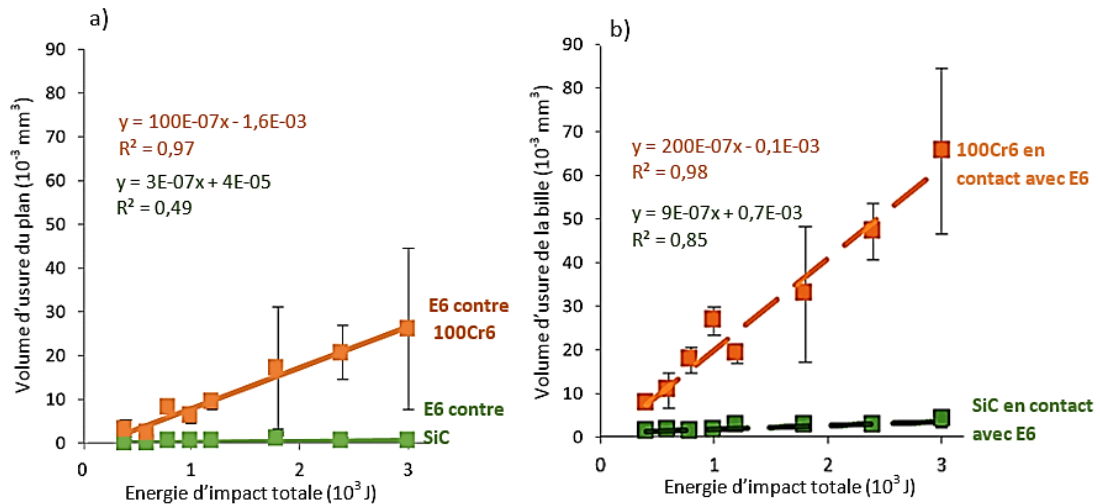 a)
Volume d'usure du plan (10⁻³ mm³)
90
80
70
60
50
40
30
20
10
0
y = 100E-07x - 1,6E-03
R² = 0,97
y = 3E-07x + 4E-05
R² = 0,49
E6 contre
100Cr6
E6 contre
SiC
0
1
2
3
Energie d'impact totale (10³ J)
b)
Volume d'usure de la bille (10⁻³ mm³)
90
80
70
60
50
40
30
20
10
0
y = 200E-07x - 0,1E-03
R² = 0,98
y = 9E-07x + 0,7E-03
R² = 0,85
100Cr6 en
contact avec E6
SiC en contact
avec E6
0
1
2
3
Energie d'impact totale (10³ J)